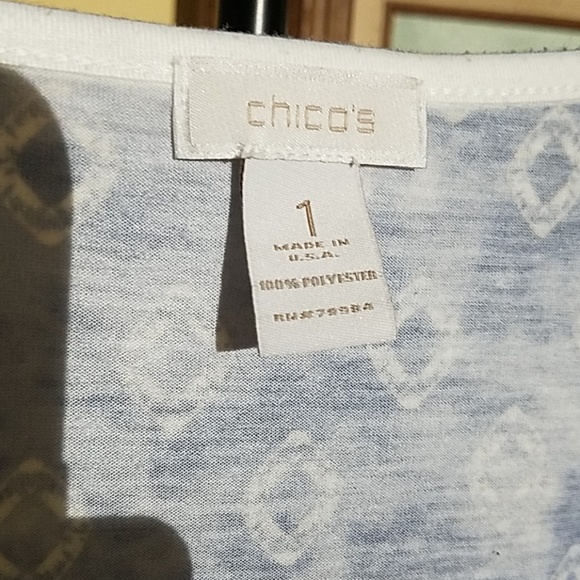 chico's
1
MADE IN
U.S.A.
100% POLYESTER
RN#79984